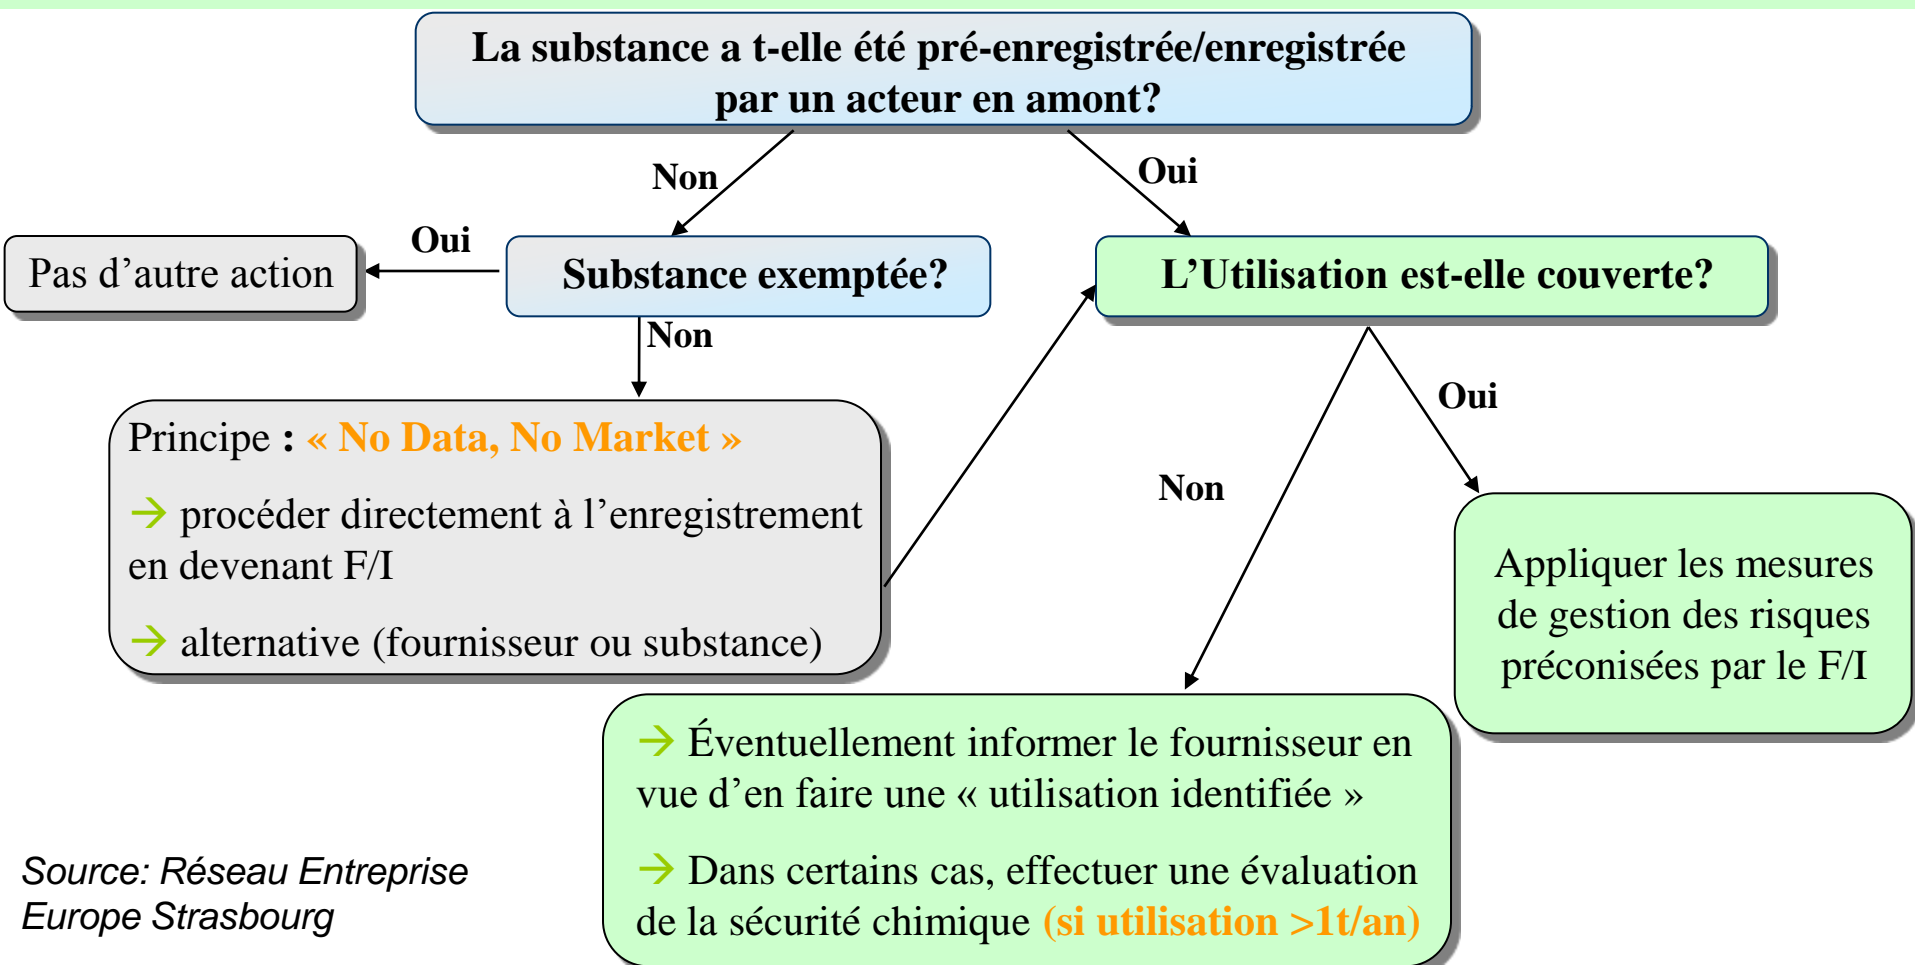 La substance a t-elle été pré-enregistrée/enregistrée
par un acteur en amont?
Non
Oui
Pas d’autre action
Oui
Substance exemptée?
L’Utilisation est-elle couverte?
Non
Principe : « No Data, No Market »
→ procéder directement à l’enregistrement
en devenant F/I
→ alternative (fournisseur ou substance)
Non
Oui
Appliquer les mesures
de gestion des risques
préconisées par le F/I
→ Éventuellement informer le fournisseur en
vue d’en faire une « utilisation identifiée »
→ Dans certains cas, effectuer une évaluation
de la sécurité chimique (si utilisation >1t/an)
Source: Réseau Entreprise
Europe Strasbourg